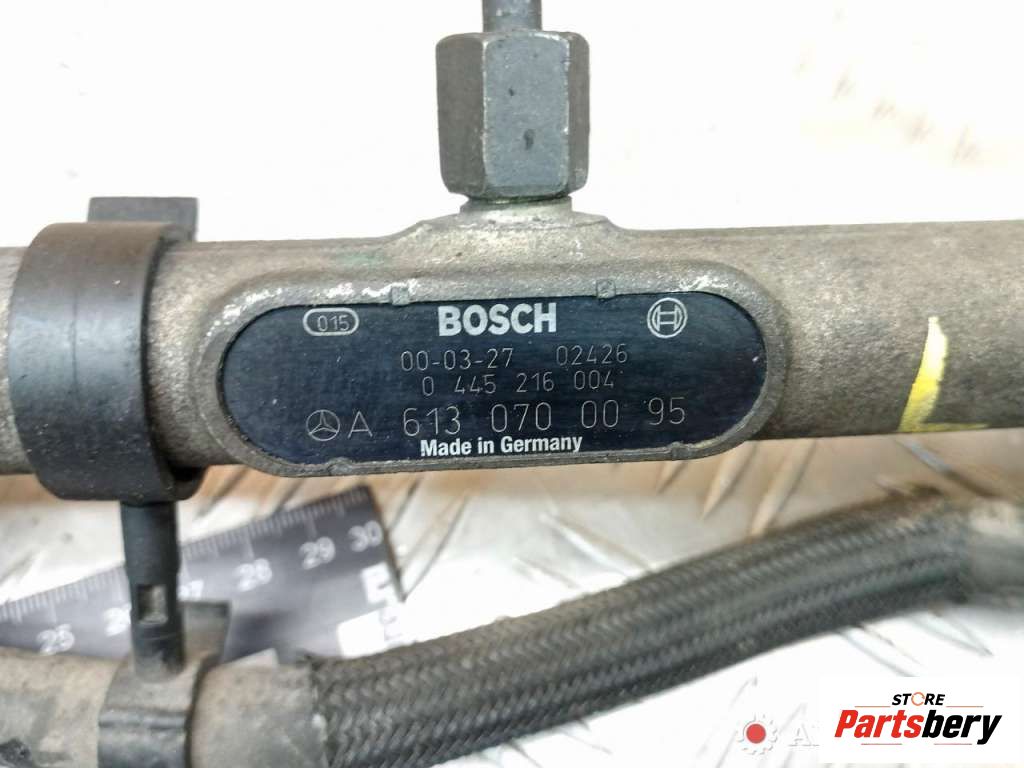 015 BOSCH
00-03-27 02426
0 445 216 004
A 613 070 00 95
Made in Germany
25 28 29 30
STORE
Partsbery